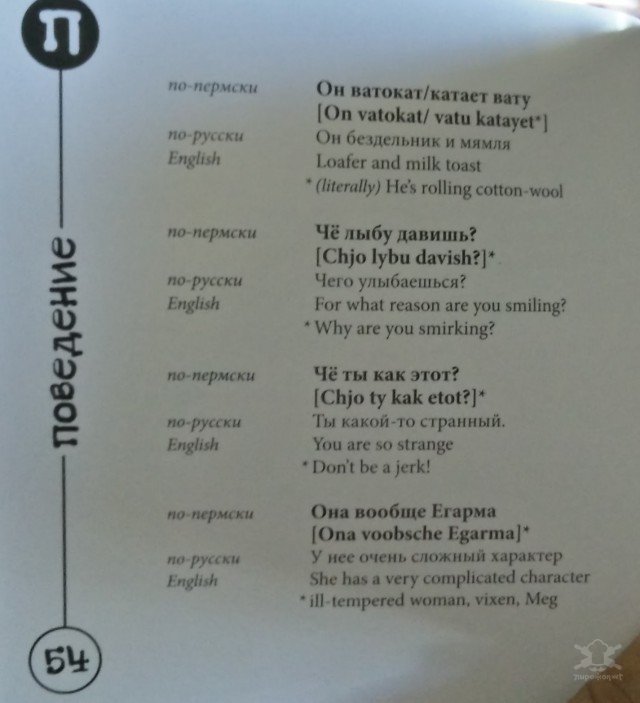 П
поведение
по-пермски Он ватокат/катает вату
[On vatokat/ vatu katayet*]
по-русски Он бездельник и мямля
English Loafer and milk toast
* (literally) He's rolling cotton-wool
по-пермски Чё лыбу давишь?
[Chjo lybu davish?]*
по-русски Чего улыбаешься?
English For what reason are you smiling?
* Why are you smirking?
по-пермски Чё ты как этот?
[Chjo ty kak etot?]*
по-русски Ты какой-то странный.
English You are so strange
* Don't be a jerk!
по-пермски Она вообще Егарма
[Ona voobsche Egarma]*
по-русски У нее очень сложный характер
English She has a very complicated character
* ill-tempered woman, vixen, Meg
54